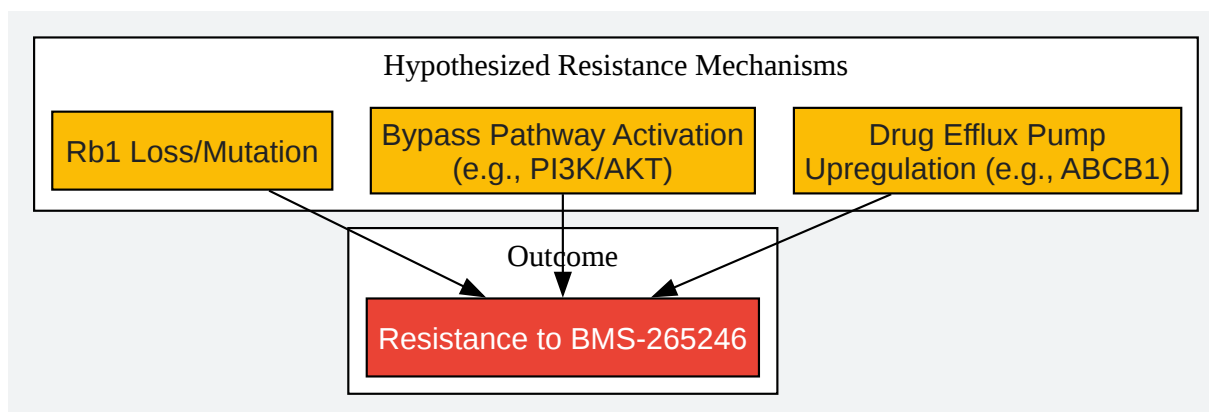 Hypothesized Resistance Mechanisms
Rb1 Loss/Mutation
Bypass Pathway Activation
(e.g., PI3K/AKT)
Drug Efflux Pump
Upregulation (e.g., ABCB1)
Outcome
Resistance to BMS-265246